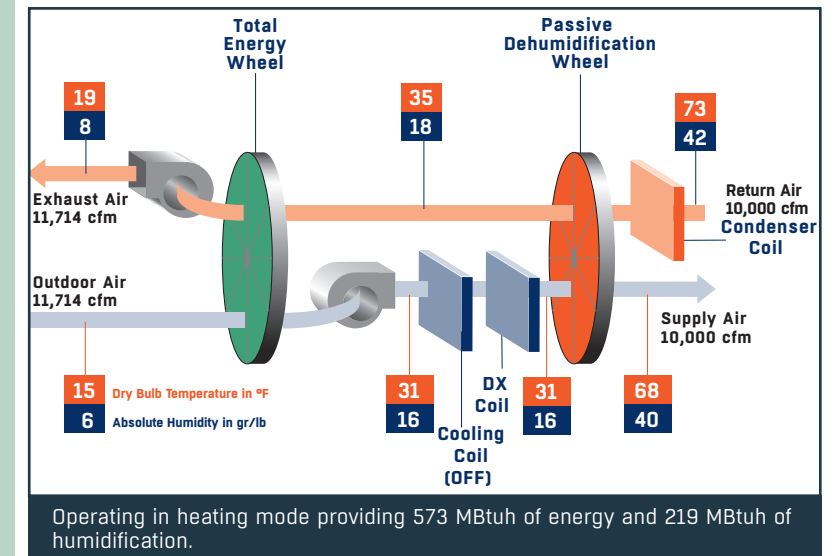 Total
Energy
Wheel
Passive
Dehumidification
Wheel
19
8
35
18
73
42
Exhaust Air
11,714 cfm
Return Air
10,000 cfm
Condenser
Coil
Outdoor Air
11,714 cfm
Supply Air
10,000 cfm
15 Dry Bulb Temperature in °F
6 Absolute Humidity in gr/lb
31
16
Cooling
Coil
(OFF)
DX
Coil
31
16
68
40
Operating in heating mode providing 573 MBtuh of energy and 219 MBtuh of
humidification.